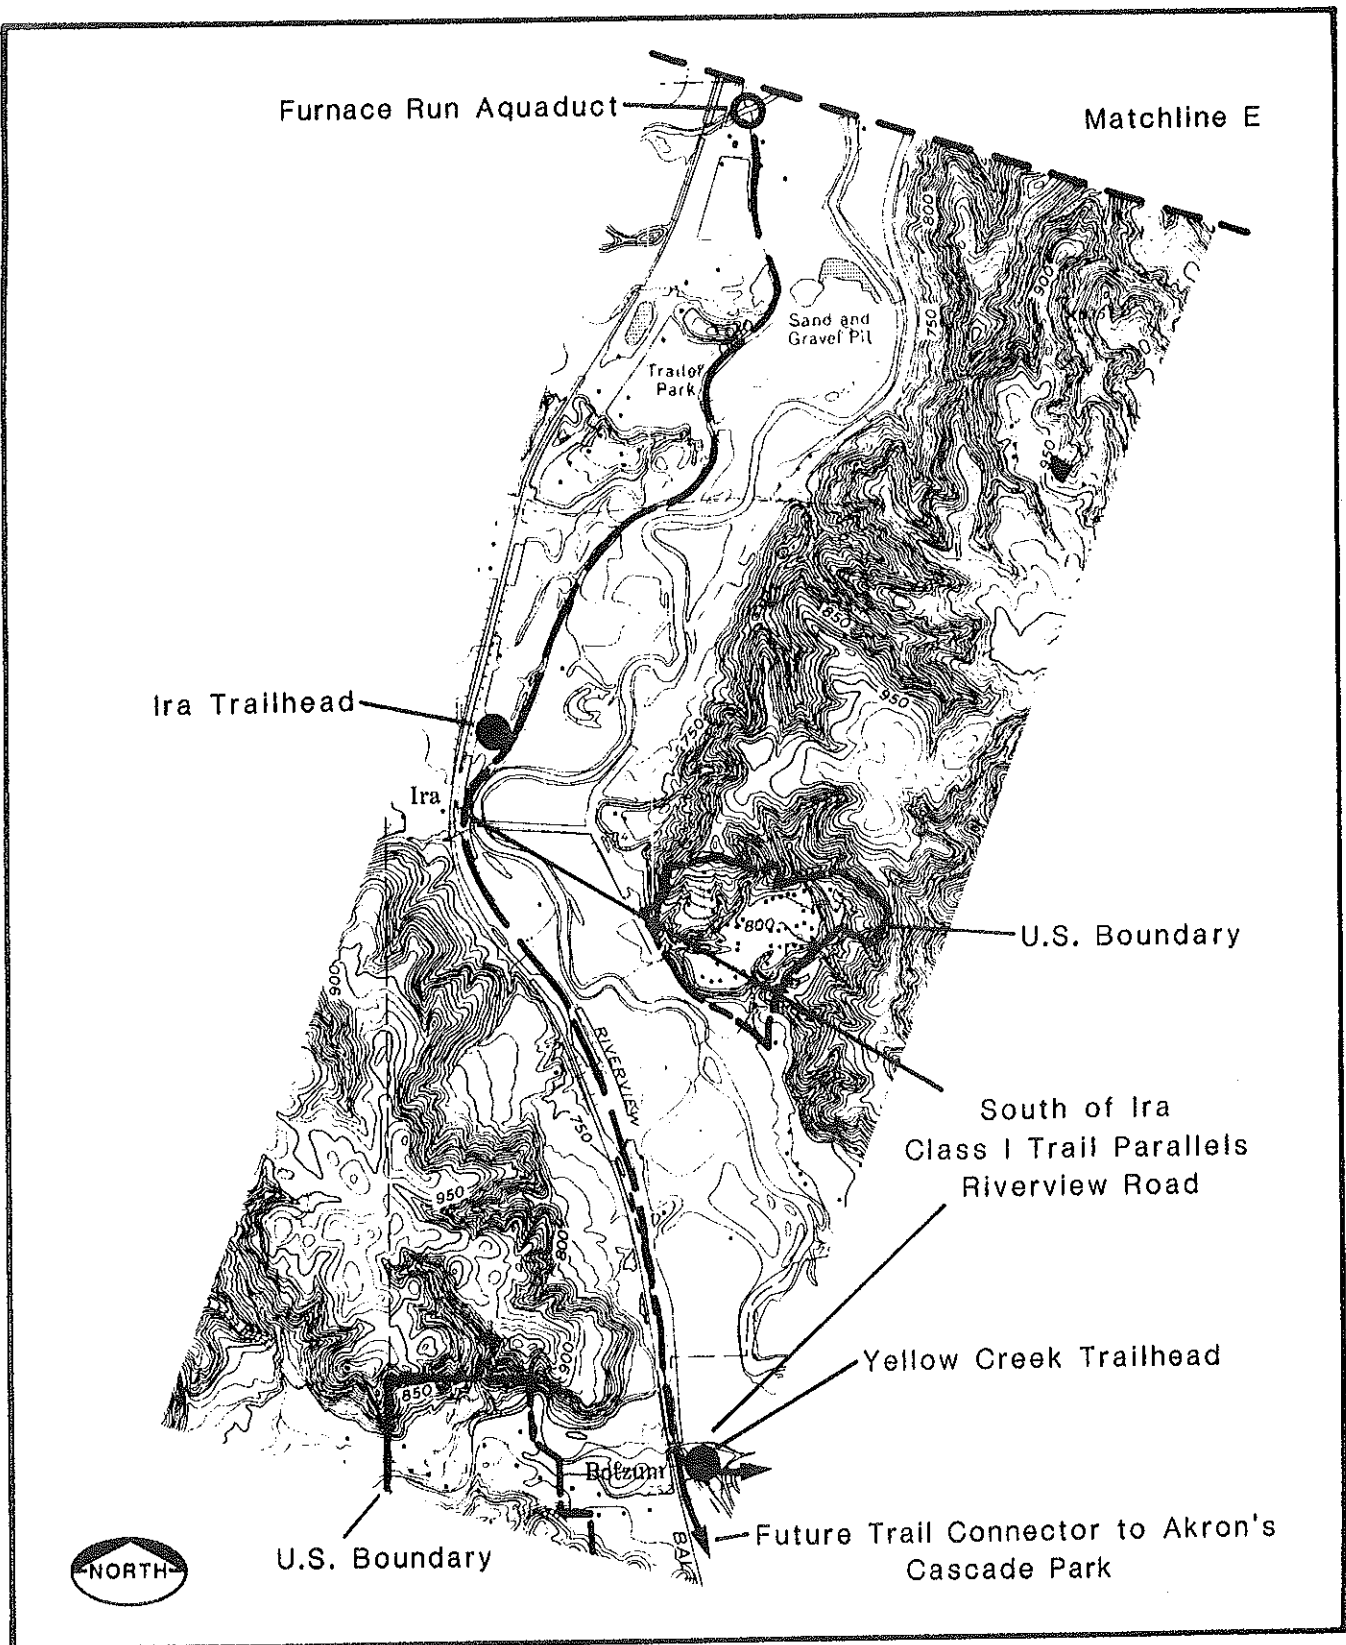 Furnace Run Aquaduct
Matchline E
800
900
750
Sand and
Gravel Pit
Trailer
Park
950
850
Ira Trailhead
950
750
Ira
800
U.S. Boundary
900
RIVERVIEW
750
South of Ira
Class I Trail Parallels
Riverview Road
950
800
900
850
Yellow Creek Trailhead
Botzum
Future Trail Connector to Akron's
Cascade Park
U.S. Boundary
NORTH